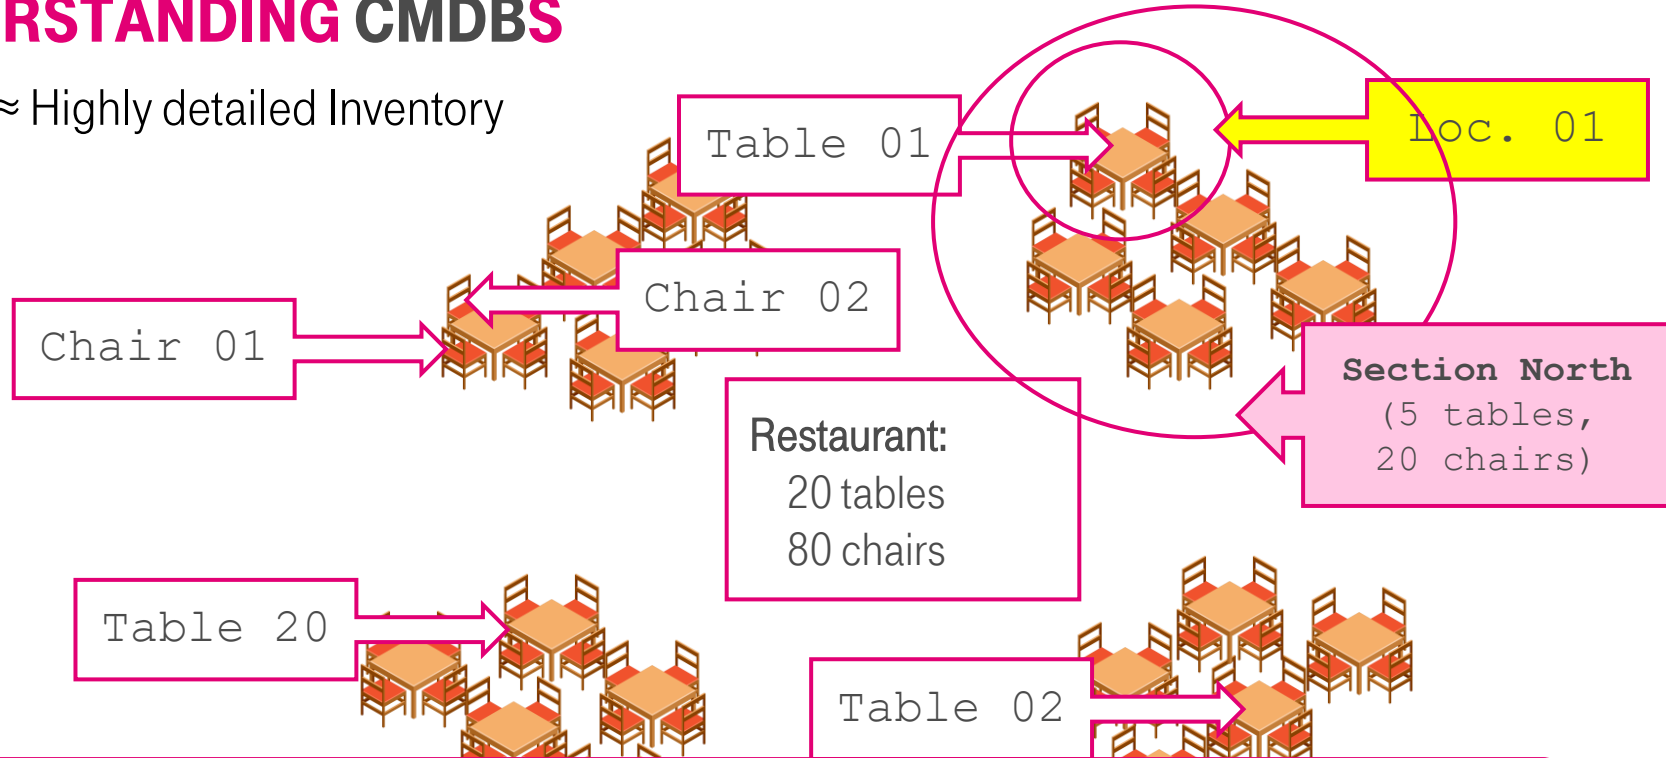 RSTANDING CMDBS
≈ Highly detailed Inventory
Table 01
Loc. 01
Chair 02
Chair 01
Section North
(5 tables,
20 chairs)
Restaurant:
20 tables
80 chairs
Table 20
Table 02